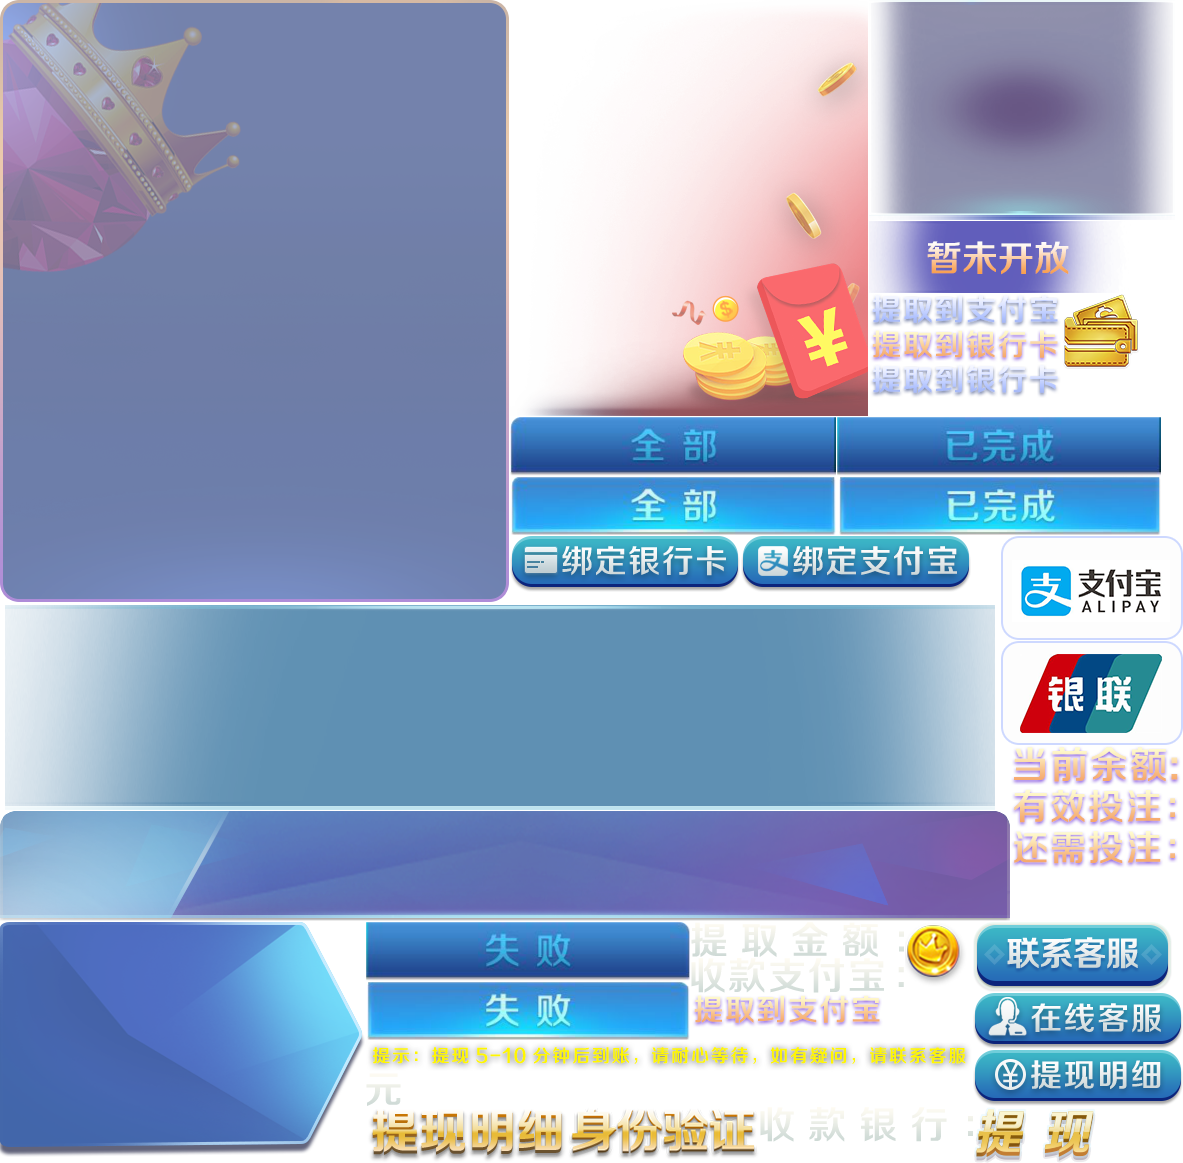 暂未开放
提取到支付宝
提取到银行卡
提取到银行卡
¥
全 部
已完成
全 部
已完成
绑定银行卡
支 绑定支付宝
支 支付宝
ALIPAY
银联
当前余额:
有效投注:
还需投注:
失 败
提取金额:
联系客服
收款支付宝:
失 败
提取到支付宝
在线客服
提示：提现 5-10 分钟后到账，请耐心等待，如有疑问，请联系客服
元
¥ 提现明细
提现明细
身份验证
收款银行:
提 现